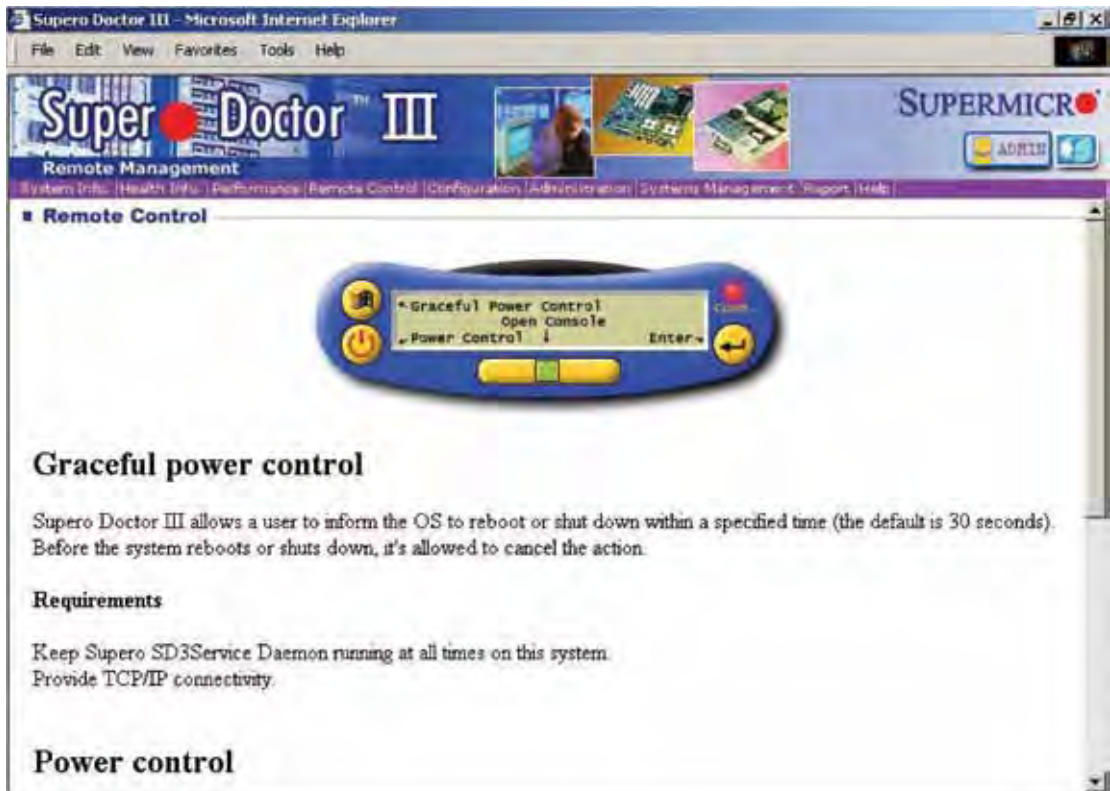 Supero Doctor III - Microsoft Internet Explorer
File Edit View Favorites Tools Help
Super Doctor™ III
SUPERMICR
ADMIN
Remote Management
System Info. |Health Info. |Performance |Remote Control |Configuration |Administration |Systems Management |Report |Help|
Remote Control
Graceful Power Control
Open Console
Power Control ↓ Enter
Graceful power control
Supero Doctor III allows a user to inform the OS to reboot or shut down within a specified time (the default is 30 seconds).
Before the system reboots or shuts down, it's allowed to cancel the action.
Requirements
Keep Supero SD3Service Daemon running at all times on this system.
Provide TCP/IP connectivity.
Power control